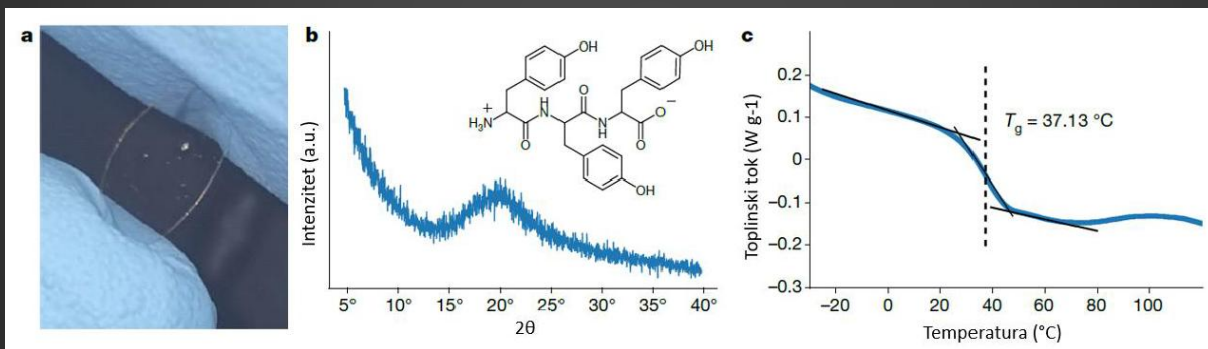 a
b
c
OH
OH
O
O
H
N
+
H3N
N
H
O⁻
O
O
OH
Intenzitet (a.u.)
5° 10° 15° 20° 25° 30° 35° 40°
2θ
Toplinski tok (W g-1)
0.2
0.1
0
−0.1
−0.2
−0.3
Tg = 37.13 °C
−20 0 20 40 60 80 100
Temperatura (°C)